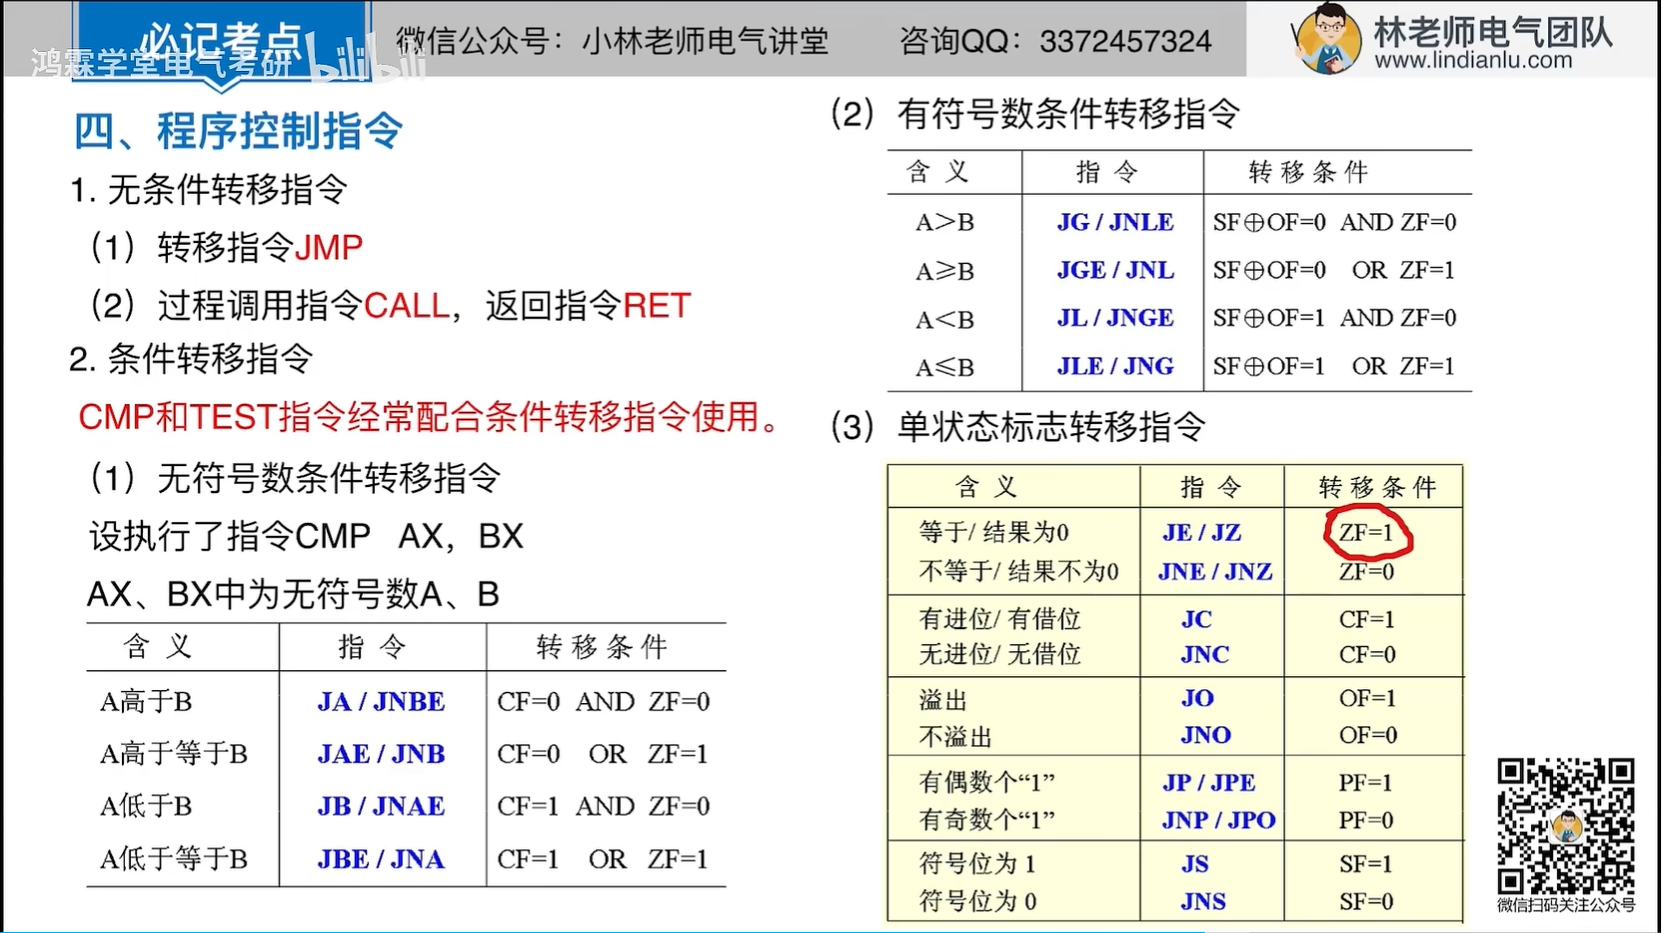 必记考点
鸿霖学堂电气考研 bilibili
微信公众号：小林老师电气讲堂 咨询QQ：3372457324
林老师电气团队
www.lindianlu.com
四、程序控制指令
1. 无条件转移指令
（1）转移指令JMP
（2）过程调用指令CALL，返回指令RET
2. 条件转移指令
CMP和TEST指令经常配合条件转移指令使用。
（1）无符号数条件转移指令
设执行了指令CMP AX，BX
AX、BX中为无符号数A、B
含 义 指 令 转 移 条 件
A高于B JA / JNBE CF=0 AND ZF=0
A高于等于B JAE / JNB CF=0 OR ZF=1
A低于B JB / JNAE CF=1 AND ZF=0
A低于等于B JBE / JNA CF=1 OR ZF=1
（2）有符号数条件转移指令
含 义 指 令 转 移 条 件
A＞B JG / JNLE SF⊕OF=0 AND ZF=0
A≥B JGE / JNL SF⊕OF=0 OR ZF=1
A＜B JL / JNGE SF⊕OF=1 AND ZF=0
A≤B JLE / JNG SF⊕OF=1 OR ZF=1
（3）单状态标志转移指令
含 义 指 令 转 移 条 件
等于/ 结果为0 JE / JZ ZF=1
不等于/ 结果不为0 JNE / JNZ ZF=0
有进位/ 有借位 JC CF=1
无进位/ 无借位 JNC CF=0
溢出 JO OF=1
不溢出 JNO OF=0
有偶数个“1” JP / JPE PF=1
有奇数个“1” JNP / JPO PF=0
符号位为 1 JS SF=1
符号位为 0 JNS SF=0
微信扫码关注公众号